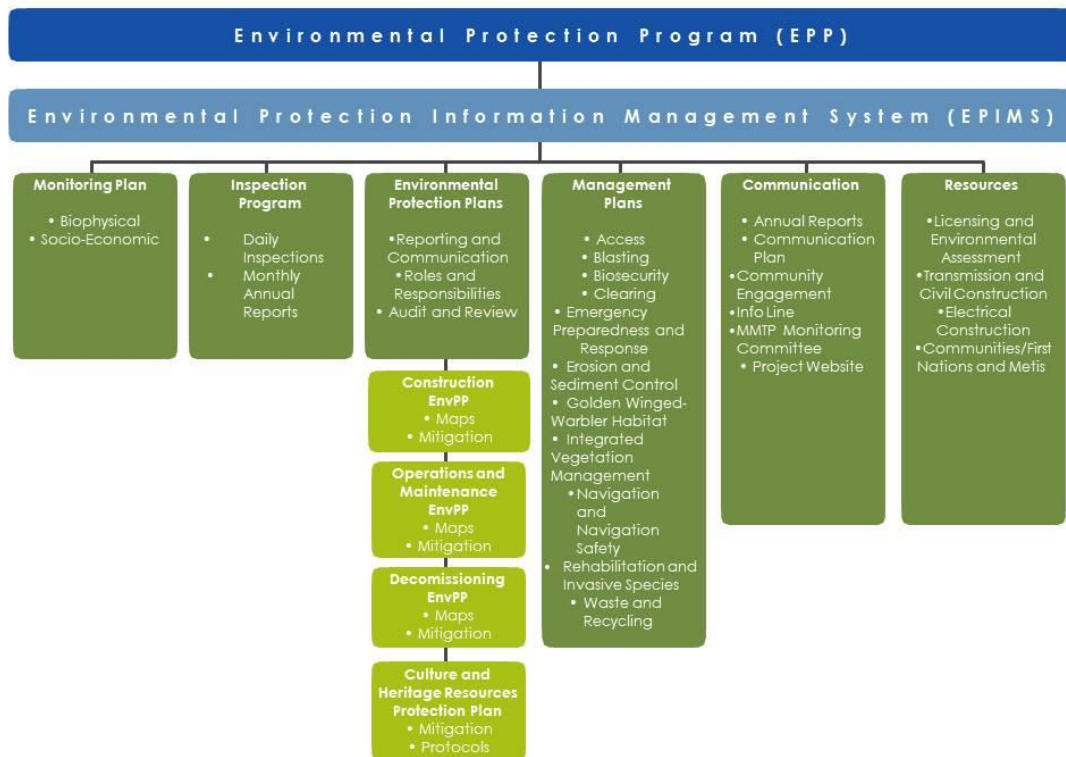 Environmental Protection Program (EPP)
Environmental Protection Information Management System (EPIMS)
Monitoring Plan
• Biophysical
• Socio-Economic
Inspection
Program
• Daily
Inspections
• Monthly
Annual
Reports
Environmental
Protection Plans
•Reporting and
Communication
•Roles and
Responsibilities
• Audit and Review
Construction
EnvPP
• Maps
• Mitigation
Operations and
Maintenance
EnvPP
• Maps
• Mitigation
Decomissioning
EnvPP
• Maps
• Mitigation
Culture and
Heritage Resources
Protection Plan
• Mitigation
• Protocols
Management
Plans
• Access
• Blasting
• Biosecurity
• Clearing
• Emergency
Preparedness and
Response
• Erosion and
Sediment Control
• Golden Winged-
Warbler Habitat
• Integrated
Vegetation
Management
•Navigation
and
Navigation
Safety
• Rehabilitation and
Invasive Species
• Waste and
Recycling
Communication
• Annual Reports
• Communication
Plan
•Community
Engagement
•Info Line
•MMTP Monitoring
Committee
• Project Website
Resources
•Licensing and
Environmental
Assessment
•Transmission and
Civil Construction
•Electrical
Construction
•Communities/First
Nations and Metis